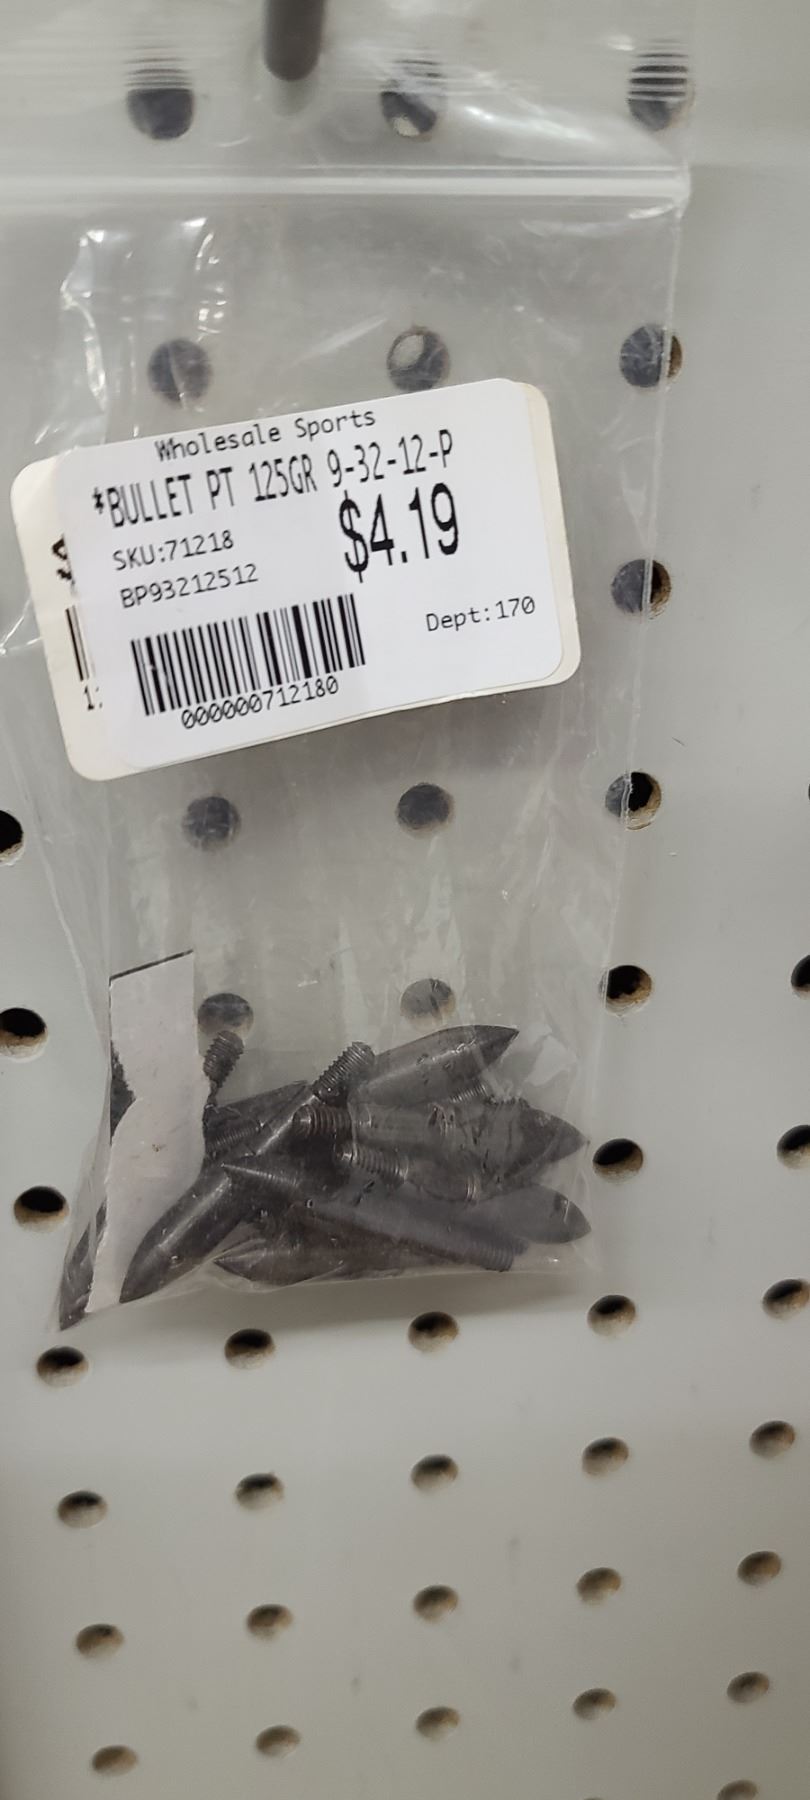 Wholesale Sports
*BULLET PT 125GR 9-32-12-P
$4.19
SKU:71218
BP93212512
Dept:170
000000712180